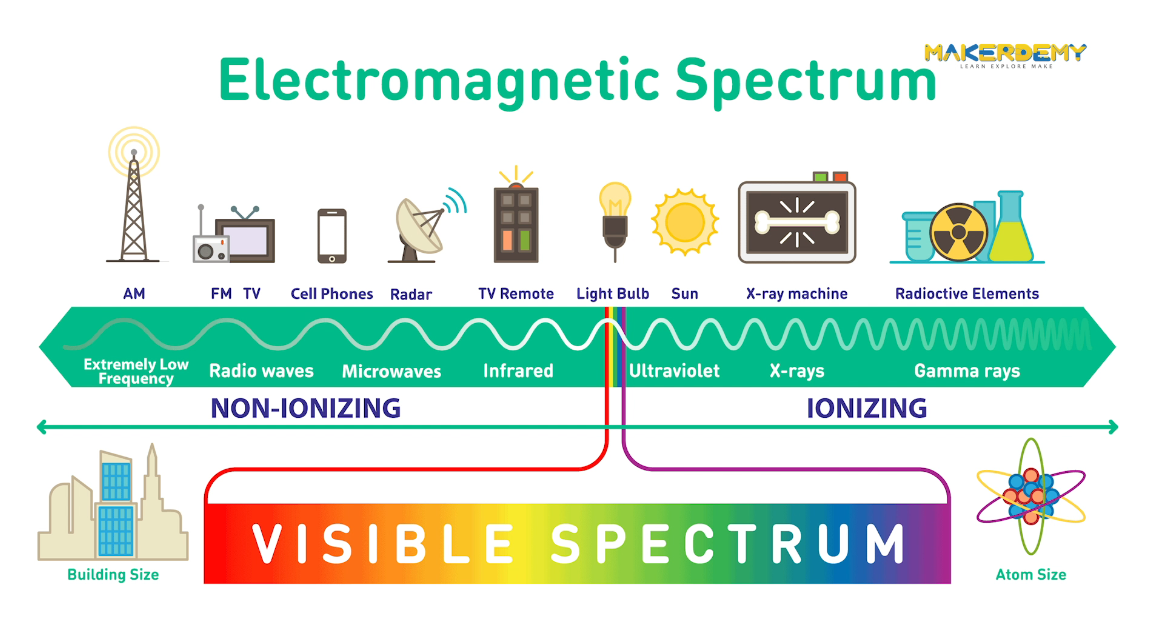 MAKERDEMY
LEARN EXPLORE MAKE
Electromagnetic Spectrum
AM
FM TV
Cell Phones
Radar
TV Remote
Light Bulb
Sun
X-ray machine
Radioctive Elements
Extremely Low
Frequency
Radio waves
Microwaves
Infrared
Ultraviolet
X-rays
Gamma rays
NON-IONIZING
IONIZING
VISIBLE SPECTRUM
Building Size
Atom Size